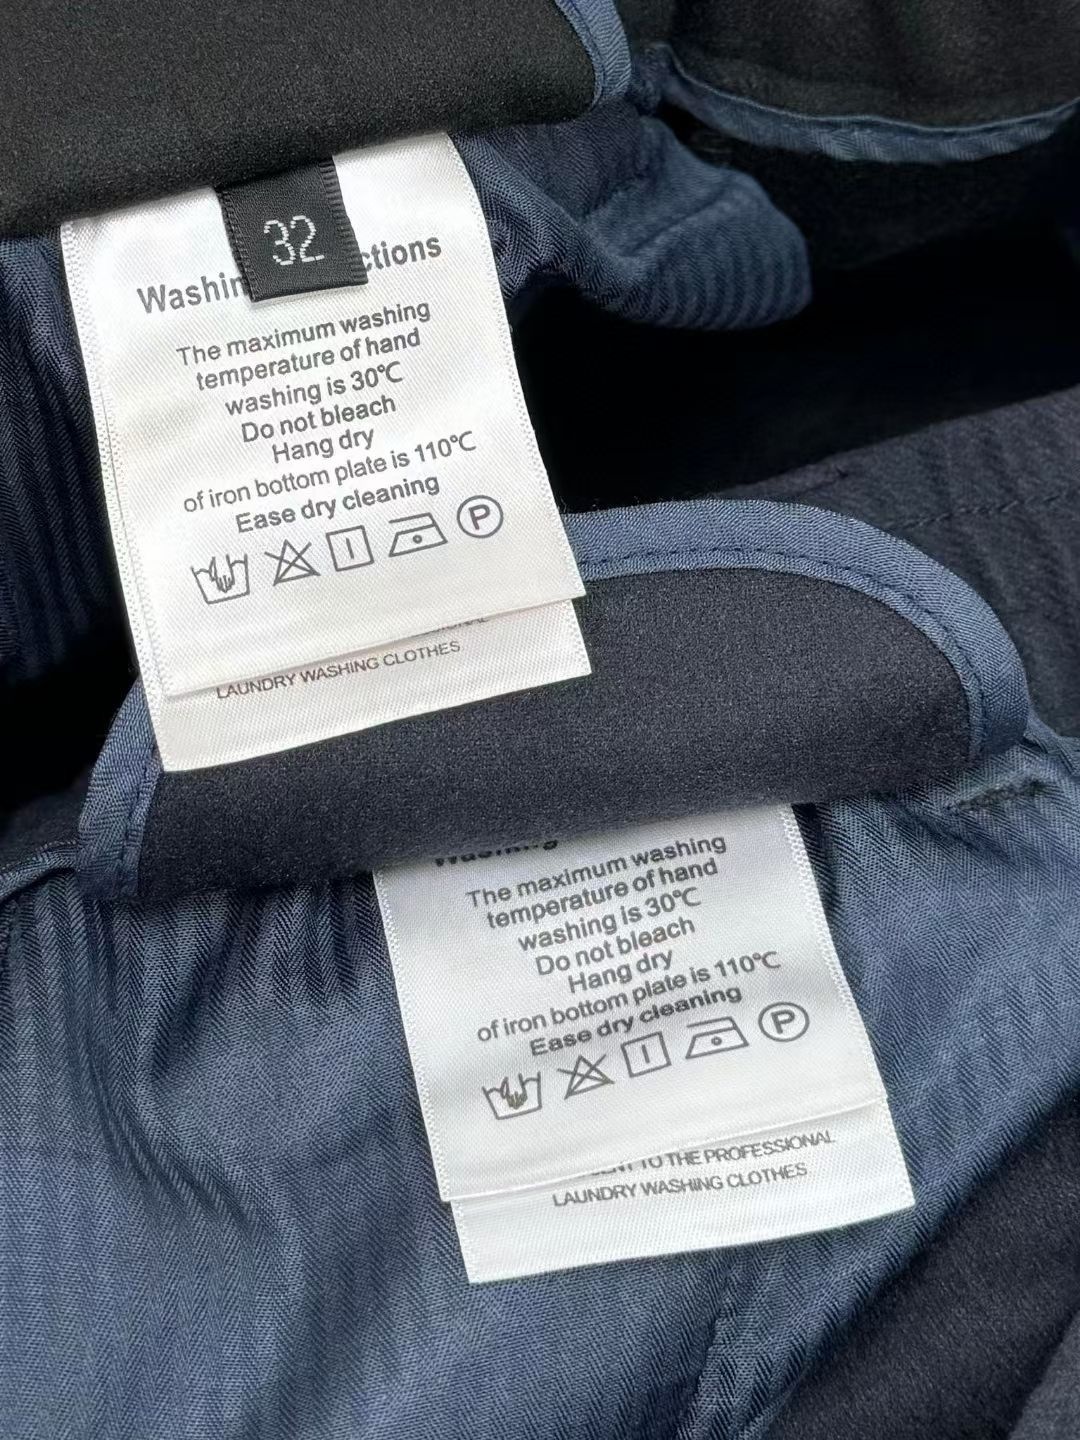 32
Washin ctions
The maximum washing
temperature of hand
washing is 30℃
Do not bleach
Hang dry
of iron bottom plate is 110℃
Ease dry cleaning
P
LAUNDRY WASHING CLOTHES
Washing
The maximum washing
temperature of hand
washing is 30℃
Do not bleach
Hang dry
of iron bottom plate is 110℃
Ease dry cleaning
P
TO THE PROFESSIONAL
LAUNDRY WASHING CLOTHES